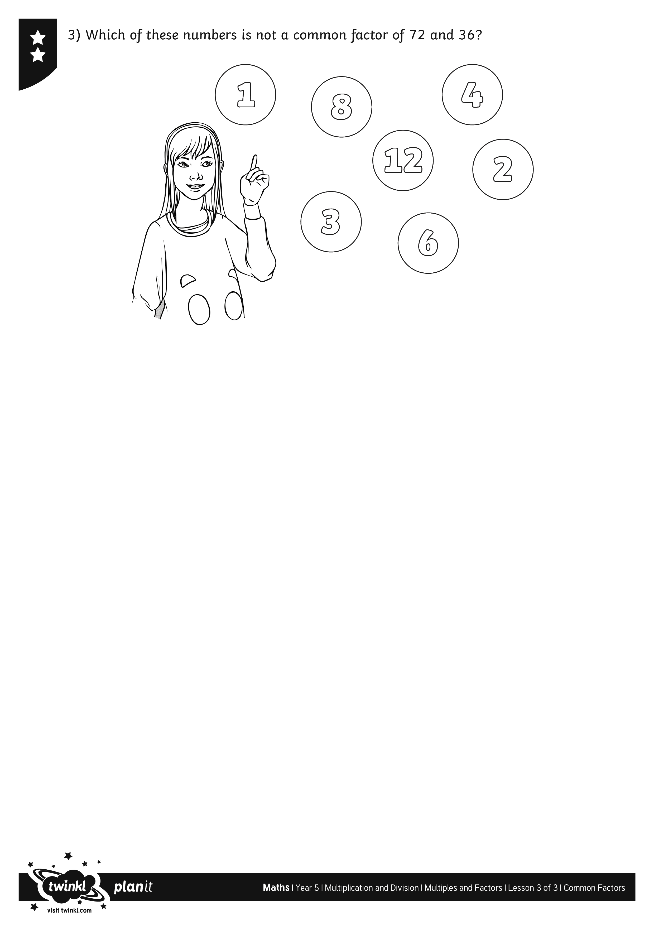 3) Which of these numbers is not a common factor of 72 and 36?
1
8
4
12
2
3
6
twinkl planit
visit twinkl.com
Maths | Year 5 | Multiplication and Division | Multiples and Factors | Lesson 3 of 3 | Common Factors